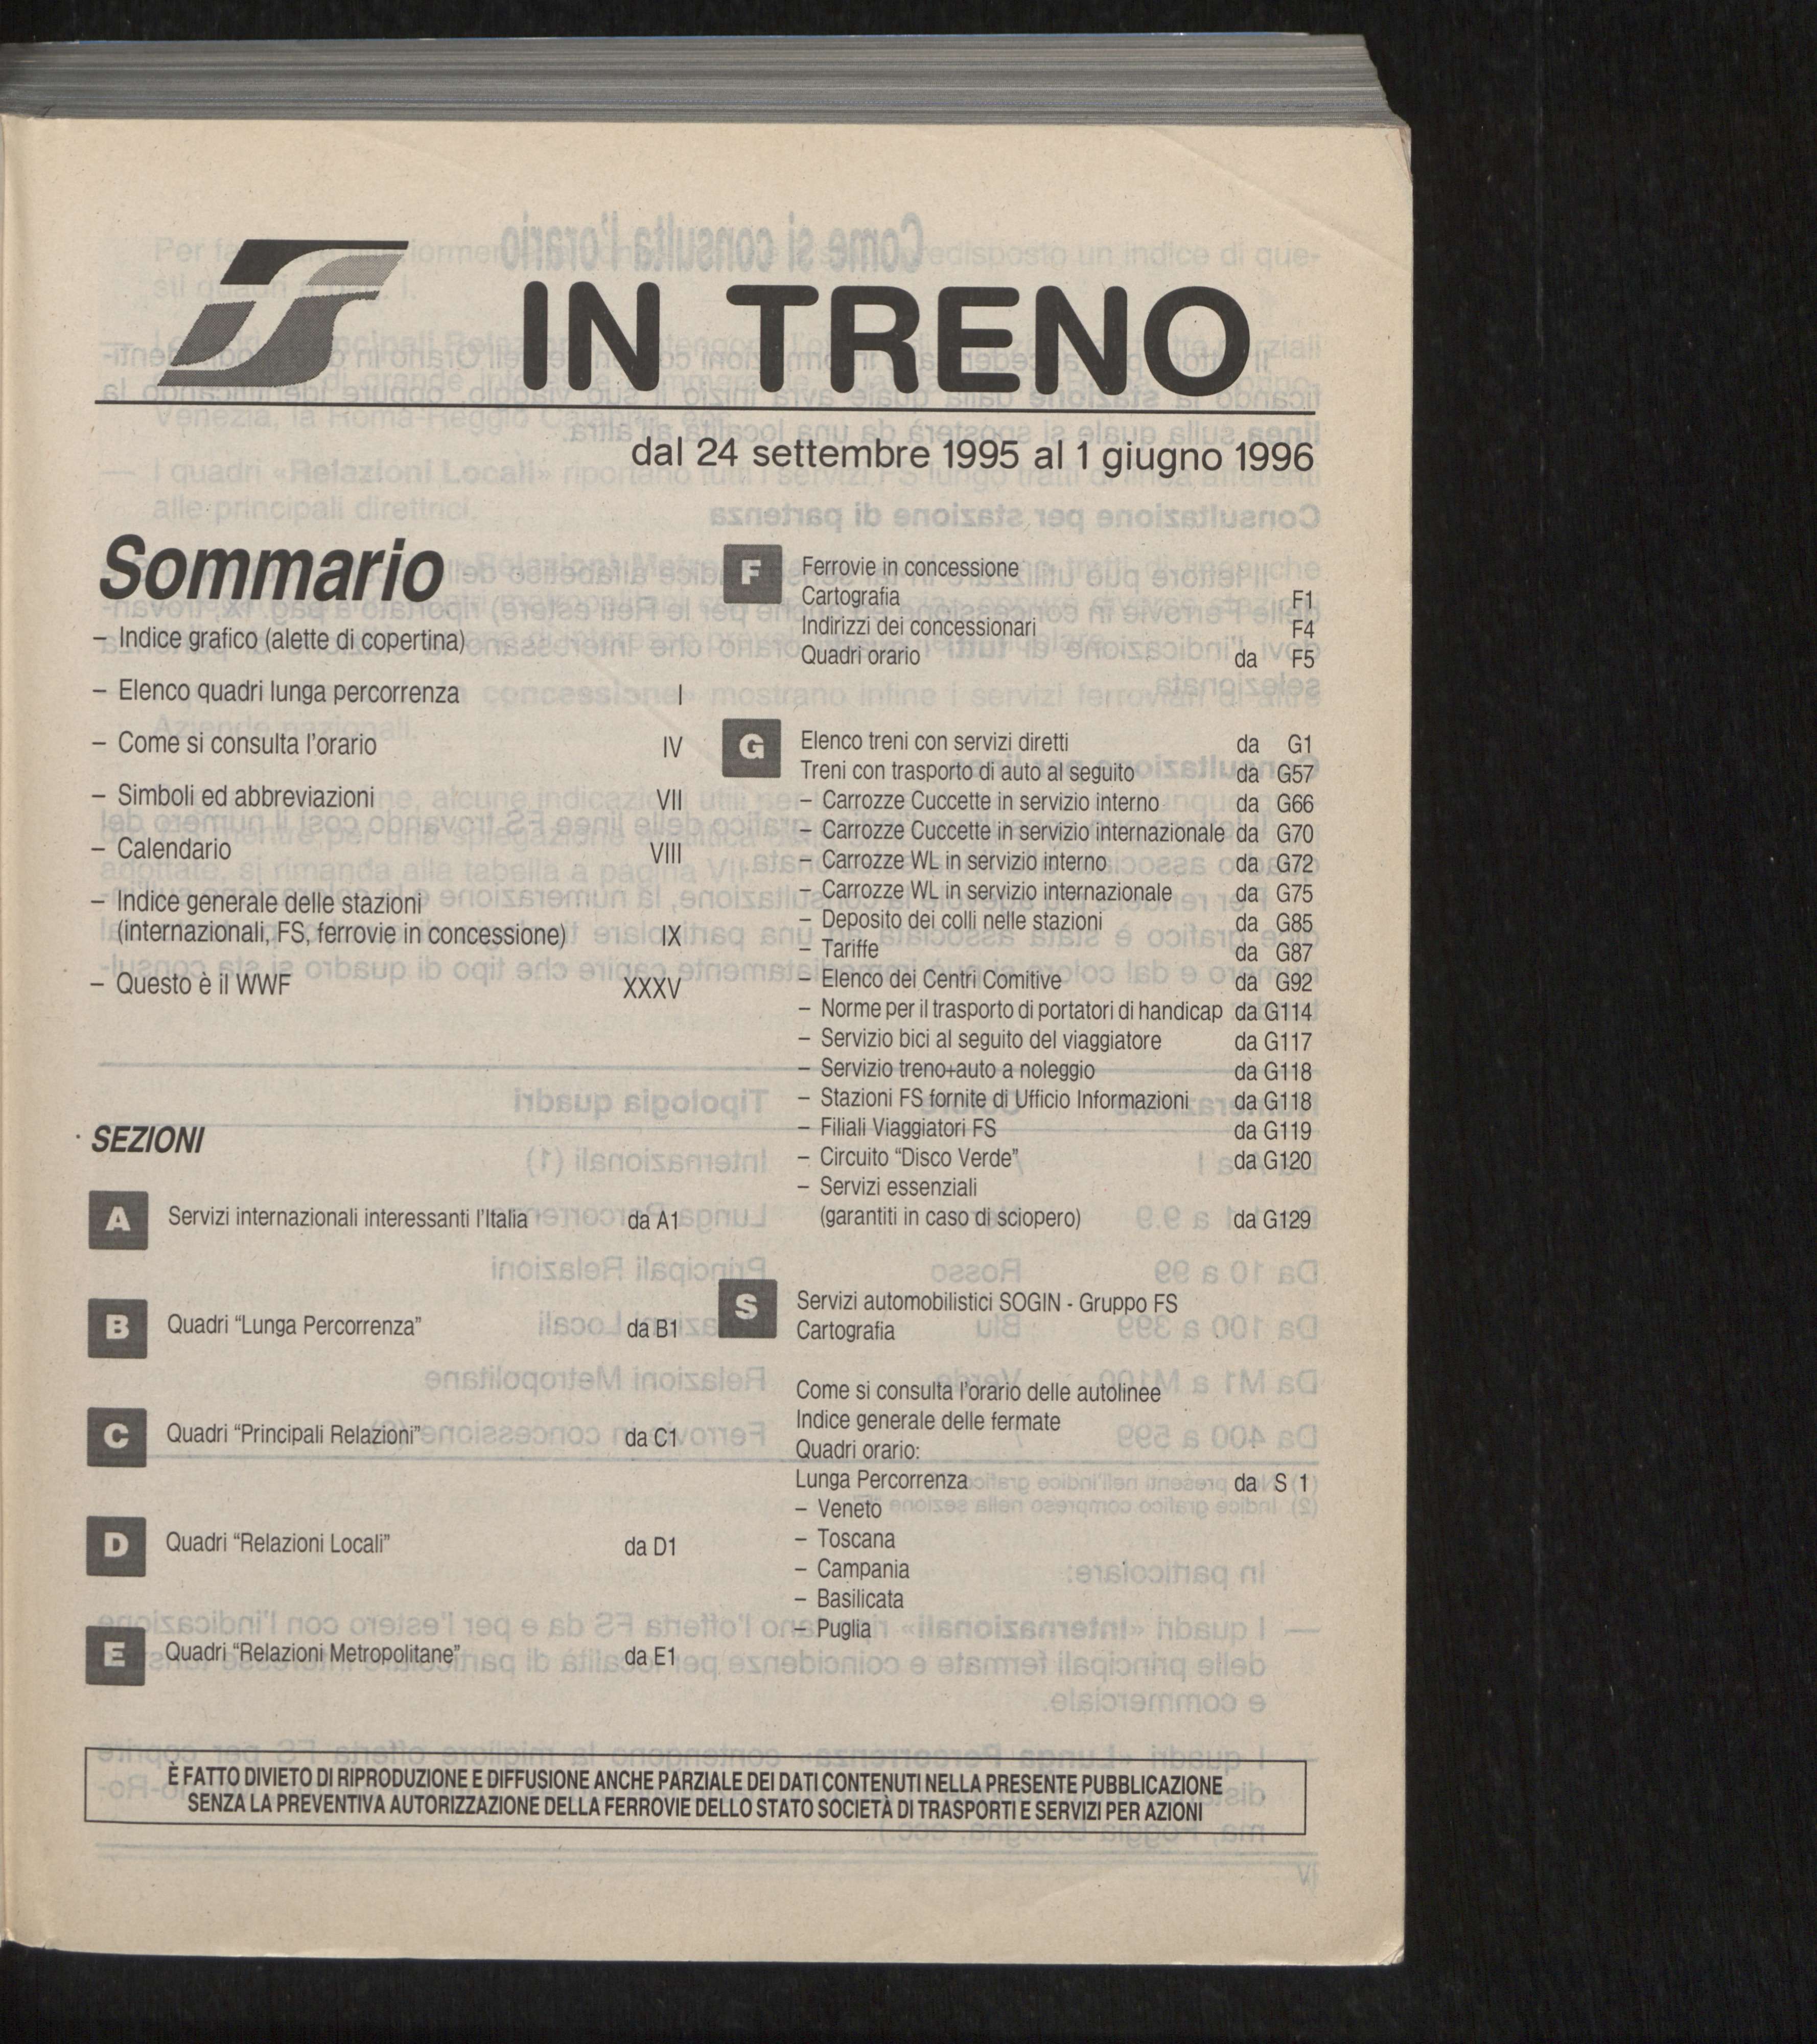 FS IN TRENO
dal 24 settembre 1995 al 1 giugno 1996
Sommario
– Indice grafico (alette di copertina)
– Elenco quadri lunga percorrenza I
– Come si consulta l'orario IV
– Simboli ed abbreviazioni VII
– Calendario VIII
– Indice generale delle stazioni
(internazionali, FS, ferrovie in concessione) IX
– Questo è il WWF XXXV
SEZIONI
A Servizi internazionali interessanti l'Italia da A1
B Quadri “Lunga Percorrenza” da B1
C Quadri “Principali Relazioni” da C1
D Quadri “Relazioni Locali” da D1
E Quadri “Relazioni Metropolitane” da E1
F Ferrovie in concessione
Cartografia F1
Indirizzi dei concessionari F4
Quadri orario da F5
G Elenco treni con servizi diretti da G1
Treni con trasporto di auto al seguito da G57
– Carrozze Cuccette in servizio interno da G66
– Carrozze Cuccette in servizio internazionale da G70
– Carrozze WL in servizio interno da G72
– Carrozze WL in servizio internazionale da G75
– Deposito dei colli nelle stazioni da G85
– Tariffe da G87
– Elenco dei Centri Comitive da G92
– Norme per il trasporto di portatori di handicap da G114
– Servizio bici al seguito del viaggiatore da G117
– Servizio treno+auto a noleggio da G118
– Stazioni FS fornite di Ufficio Informazioni da G118
– Filiali Viaggiatori FS da G119
– Circuito “Disco Verde” da G120
– Servizi essenziali
(garantiti in caso di sciopero) da G129
S Servizi automobilistici SOGIN - Gruppo FS
Cartografia
Come si consulta l'orario delle autolinee
Indice generale delle fermate
Quadri orario:
Lunga Percorrenza da S 1
– Veneto
– Toscana
– Campania
– Basilicata
– Puglia
È FATTO DIVIETO DI RIPRODUZIONE E DIFFUSIONE ANCHE PARZIALE DEI DATI CONTENUTI NELLA PRESENTE PUBBLICAZIONE
SENZA LA PREVENTIVA AUTORIZZAZIONE DELLA FERROVIE DELLO STATO SOCIETÀ DI TRASPORTI E SERVIZI PER AZIONI